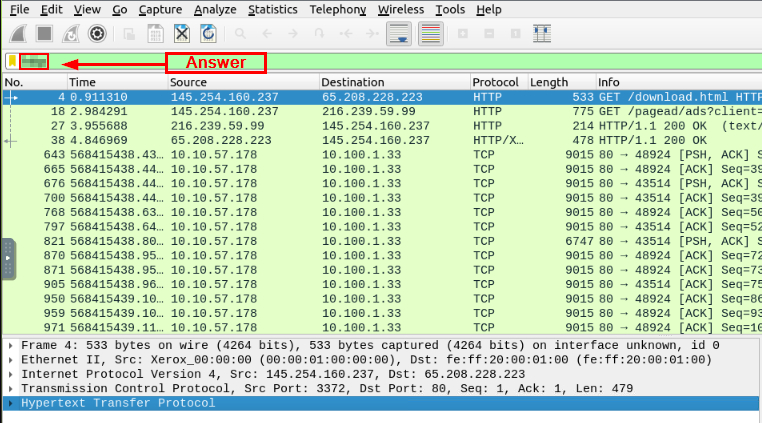 File Edit View Go Capture Analyze Statistics Telephony Wireless Tools Help
Answer
No. Time Source Destination Protocol Length Info
4 0.911310 145.254.160.237 65.208.228.223 HTTP 533 GET /download.html HTTP
18 2.984291 145.254.160.237 216.239.59.99 HTTP 775 GET /pagead/ads?client=
27 3.955688 216.239.59.99 145.254.160.237 HTTP 214 HTTP/1.1 200 OK (text/
38 4.846969 65.208.228.223 145.254.160.237 HTTP/X… 478 HTTP/1.1 200 OK
643 568415438.43… 10.10.57.178 10.100.1.33 TCP 9015 80 → 48924 [PSH, ACK] S
665 568415438.44… 10.10.57.178 10.100.1.33 TCP 9015 80 → 48924 [ACK] Seq=39
676 568415438.44… 10.10.57.178 10.100.1.33 TCP 9015 80 → 43514 [PSH, ACK] S
700 568415438.44… 10.10.57.178 10.100.1.33 TCP 9015 80 → 43514 [ACK] Seq=39
768 568415438.63… 10.10.57.178 10.100.1.33 TCP 9015 80 → 48924 [ACK] Seq=50
797 568415438.64… 10.10.57.178 10.100.1.33 TCP 9015 80 → 48924 [ACK] Seq=52
821 568415438.80… 10.10.57.178 10.100.1.33 TCP 6747 80 → 43514 [PSH, ACK] S
870 568415438.95… 10.10.57.178 10.100.1.33 TCP 9015 80 → 48924 [ACK] Seq=72
871 568415438.95… 10.10.57.178 10.100.1.33 TCP 9015 80 → 48924 [ACK] Seq=73
905 568415438.96… 10.10.57.178 10.100.1.33 TCP 9015 80 → 43514 [ACK] Seq=75
950 568415439.10… 10.10.57.178 10.100.1.33 TCP 9015 80 → 48924 [ACK] Seq=86
959 568415439.10… 10.10.57.178 10.100.1.33 TCP 9015 80 → 48924 [ACK] Seq=93
971 568415439.11… 10.10.57.178 10.100.1.33 TCP 9015 80 → 48924 [ACK] Seq=10
Frame 4: 533 bytes on wire (4264 bits), 533 bytes captured (4264 bits) on interface unknown, id 0
Ethernet II, Src: Xerox_00:00:00 (00:00:01:00:00:00), Dst: fe:ff:20:00:01:00 (fe:ff:20:00:01:00)
Internet Protocol Version 4, Src: 145.254.160.237, Dst: 65.208.228.223
Transmission Control Protocol, Src Port: 3372, Dst Port: 80, Seq: 1, Ack: 1, Len: 479
Hypertext Transfer Protocol